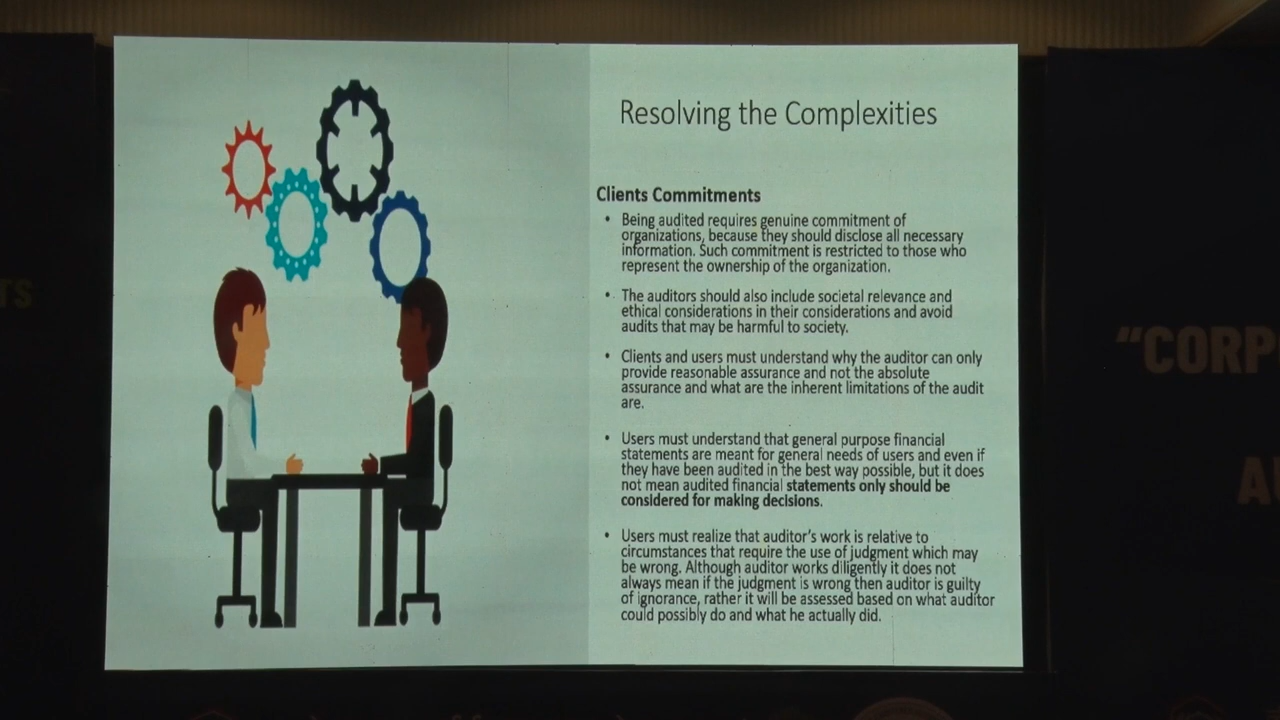 Resolving the Complexities
Clients Commitments
• Being audited requires genuine commitment of
organizations, because they should disclose all necessary
information. Such commitment is restricted to those who
represent the ownership of the organization.
• The auditors should also include societal relevance and
ethical considerations in their considerations and avoid
audits that may be harmful to society.
• Clients and users must understand why the auditor can only
provide reasonable assurance and not the absolute
assurance and what are the inherent limitations of the audit
are.
• Users must understand that general purpose financial
statements are meant for general needs of users and even if
they have been audited in the best way possible, but it does
not mean audited financial statements only should be
considered for making decisions.
• Users must realize that auditor's work is relative to
circumstances that require the use of judgment which may
be wrong. Although auditor works diligently it does not
always mean if the judgment is wrong then auditor is guilty
of ignorance, rather it will be assessed based on what auditor
could possibly do and what he actually did.
TS
“CORP
A